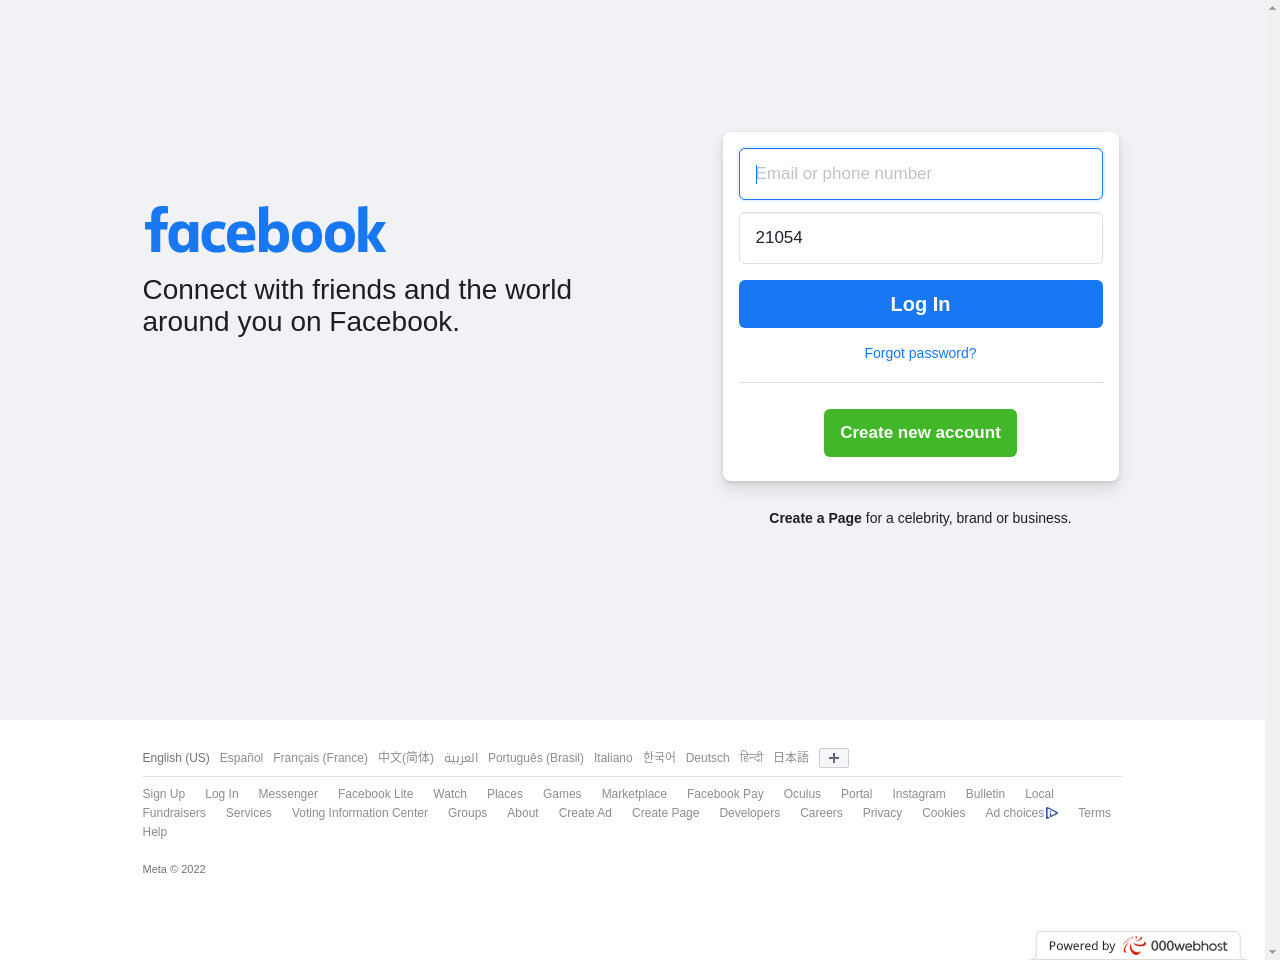 facebook
Connect with friends and the world
around you on Facebook.
Email or phone number
21054
Log In
Forgot password?
Create new account
Create a Page for a celebrity, brand or business.
English (US) Español Français (France) 中文(简体) العربية Português (Brasil) Italiano 한국어 Deutsch हिन्दी 日本語
Sign Up Log In Messenger Facebook Lite Watch Places Games Marketplace Facebook Pay Oculus Portal Instagram Bulletin Local
Fundraisers Services Voting Information Center Groups About Create Ad Create Page Developers Careers Privacy Cookies Ad choices Terms
Help
Meta © 2022
Powered by 000webhost